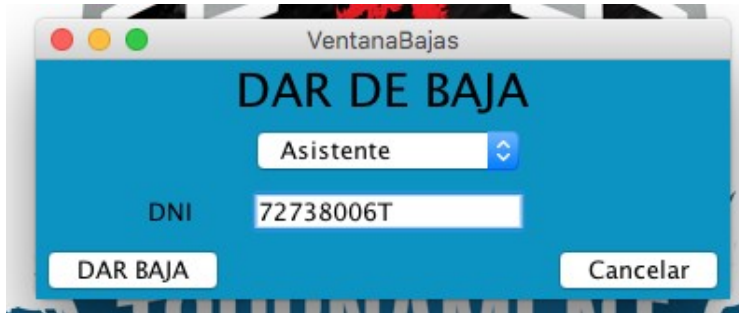 VentanaBajas
DAR DE BAJA
Asistente
DNI 72738006T
DAR BAJA Cancelar